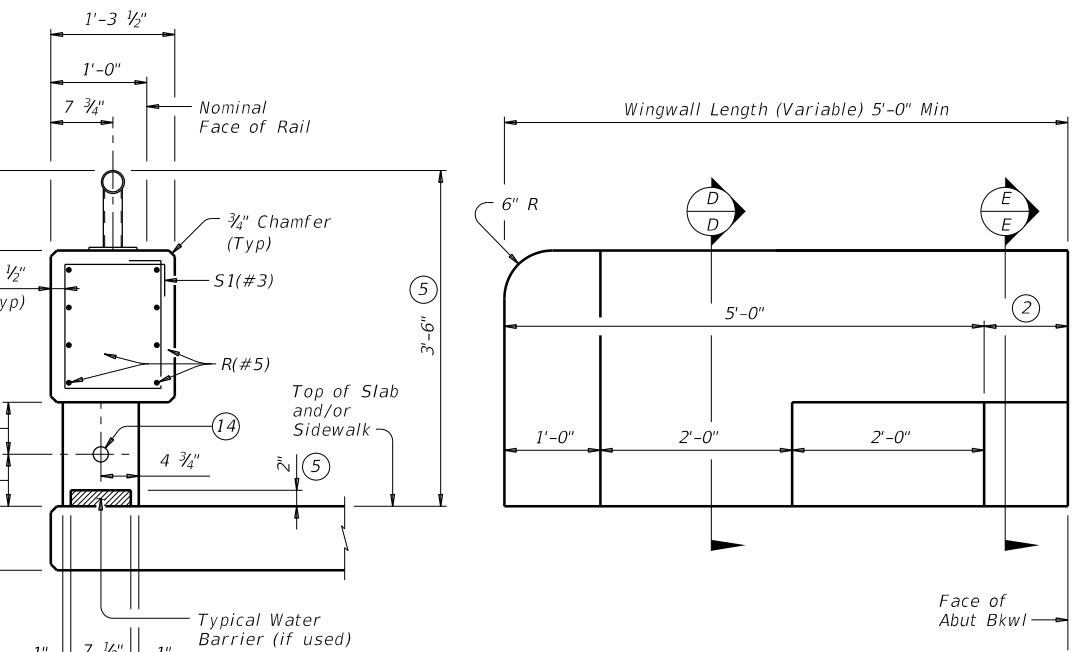 1'-3 ½"
1'-0"
7 ¾"
Nominal
Face of Rail
¾" Chamfer
(Typ)
½"
yp)
S1(#3)
R(#5)
5
3'-6"
Top of Slab
and/or
Sidewalk
14
4 ¾"
2"
5
Typical Water
Barrier (if used)
1"
7 ½"
1"
Wingwall Length (Variable) 5'-0" Min
6" R
D
D
E
E
5'-0"
2
1'-0"
2'-0"
2'-0"
Face of
Abut Bkwl